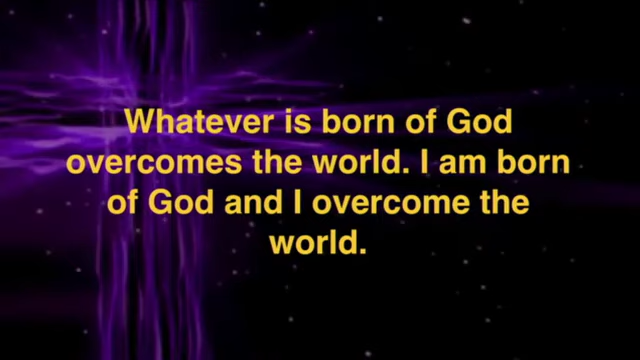 Whatever is born of God
overcomes the world. I am born
of God and I overcome the
world.